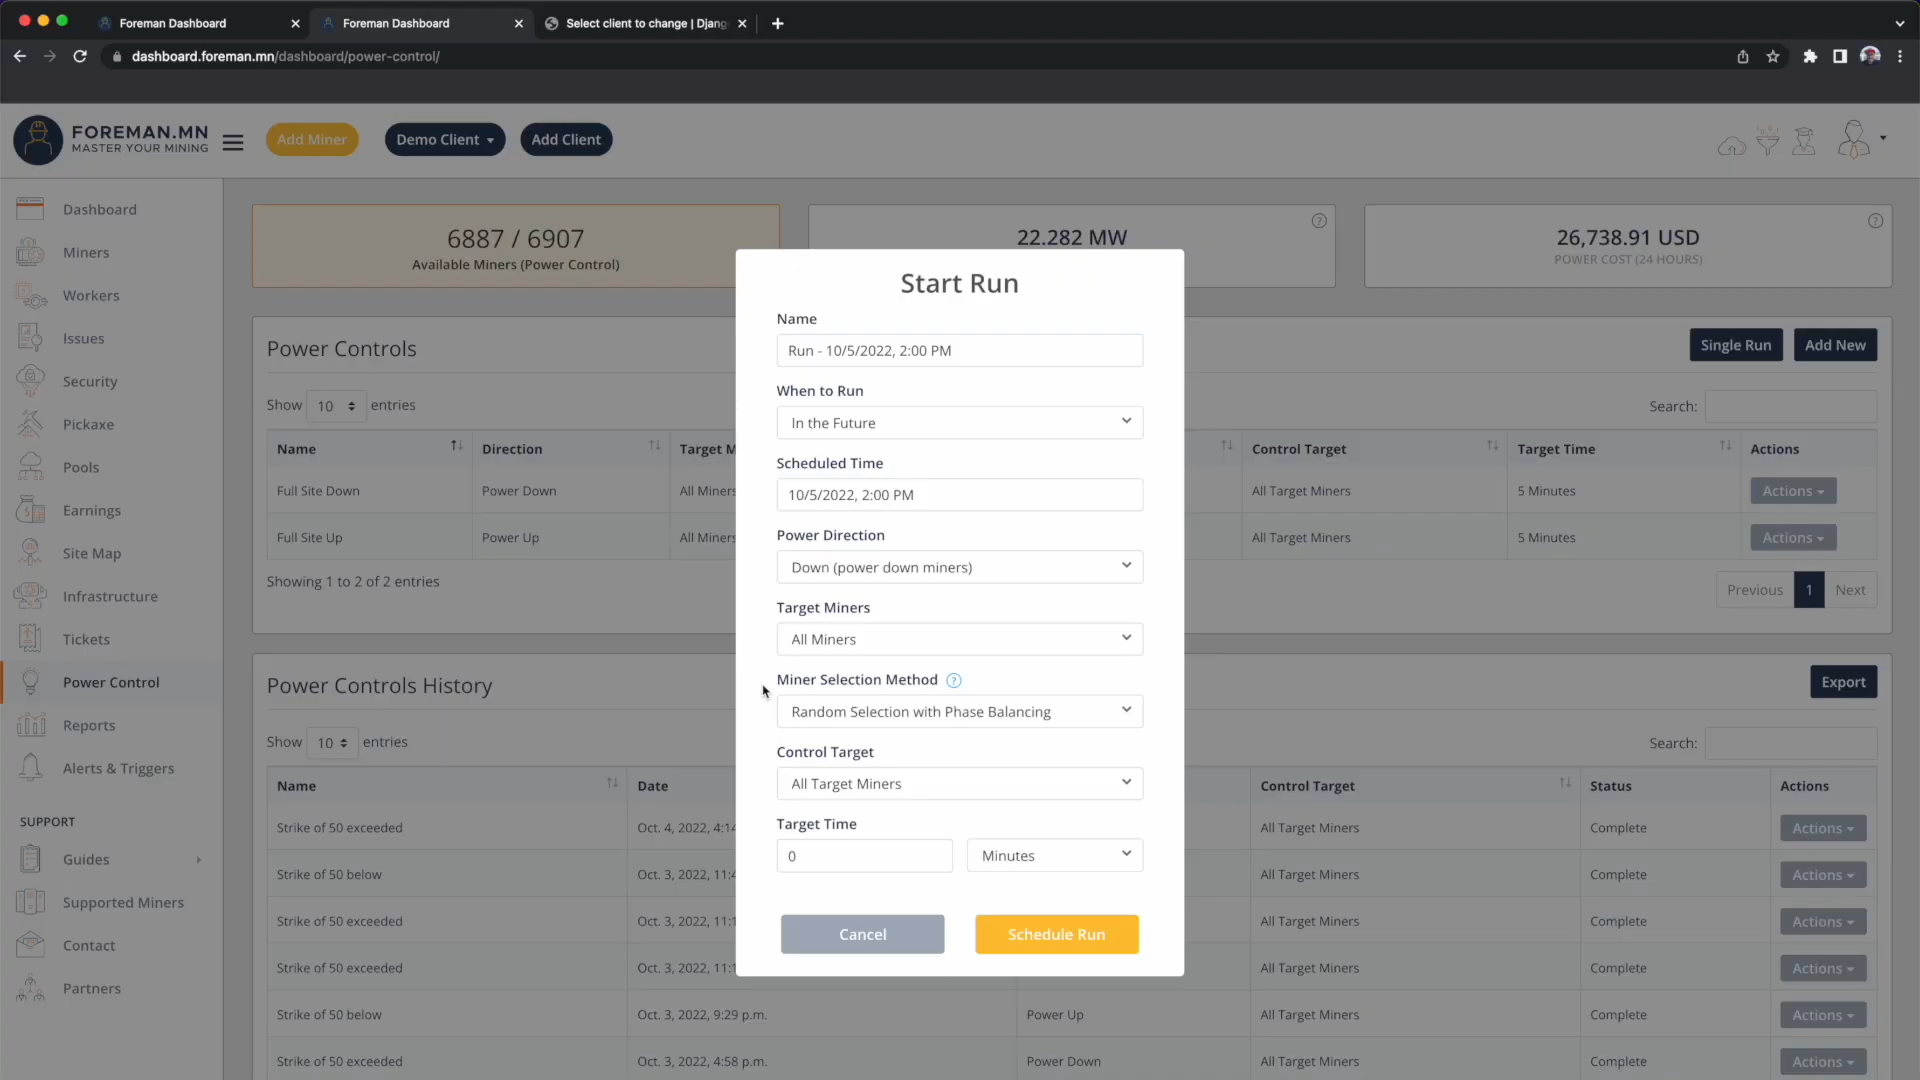 Foreman Dashboard
Foreman Dashboard
Select client to change | Djang
dashboard.foreman.mn/dashboard/power-control/
FOREMAN.MN
MASTER YOUR MINING
Add Miner
Demo Client
Add Client
Dashboard
Miners
Workers
Issues
Security
Pickaxe
Pools
Earnings
Site Map
Infrastructure
Tickets
Power Control
Reports
Alerts & Triggers
SUPPORT
Guides
Supported Miners
Contact
Partners
6887 / 6907
Available Miners (Power Control)
22.282 MW
26,738.91 USD
POWER COST (24 HOURS)
Power Controls
Single Run
Add New
Show 10 entries
Search:
Name Direction Target M Control Target Target Time Actions
Full Site Down Power Down All Miners All Target Miners 5 Minutes Actions
Full Site Up Power Up All Miners All Target Miners 5 Minutes Actions
Showing 1 to 2 of 2 entries
Previous 1 Next
Power Controls History
Export
Show 10 entries
Search:
Name Date Control Target Status Actions
Strike of 50 exceeded Oct. 4, 2022, 4:14 All Target Miners Complete Actions
Strike of 50 below Oct. 3, 2022, 11:4 All Target Miners Complete Actions
Strike of 50 exceeded Oct. 3, 2022, 11:1 All Target Miners Complete Actions
Strike of 50 exceeded Oct. 3, 2022, 11:1 All Target Miners Complete Actions
Strike of 50 below Oct. 3, 2022, 9:29 p.m. Power Up All Target Miners Complete Actions
Strike of 50 exceeded Oct. 3, 2022, 4:58 p.m. Power Down All Target Miners Complete Actions
Start Run
Name
Run - 10/5/2022, 2:00 PM
When to Run
In the Future
Scheduled Time
10/5/2022, 2:00 PM
Power Direction
Down (power down miners)
Target Miners
All Miners
Miner Selection Method ?
Random Selection with Phase Balancing
Control Target
All Target Miners
Target Time
0 Minutes
Cancel
Schedule Run